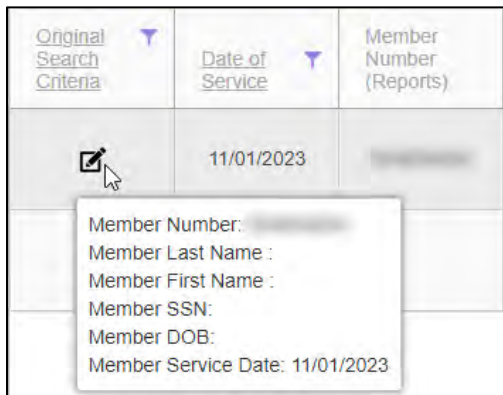 Original
Search
Criteria
Date of
Service
Member
Number
(Reports)
11/01/2023
Member Number:
Member Last Name :
Member First Name :
Member SSN:
Member DOB:
Member Service Date: 11/01/2023